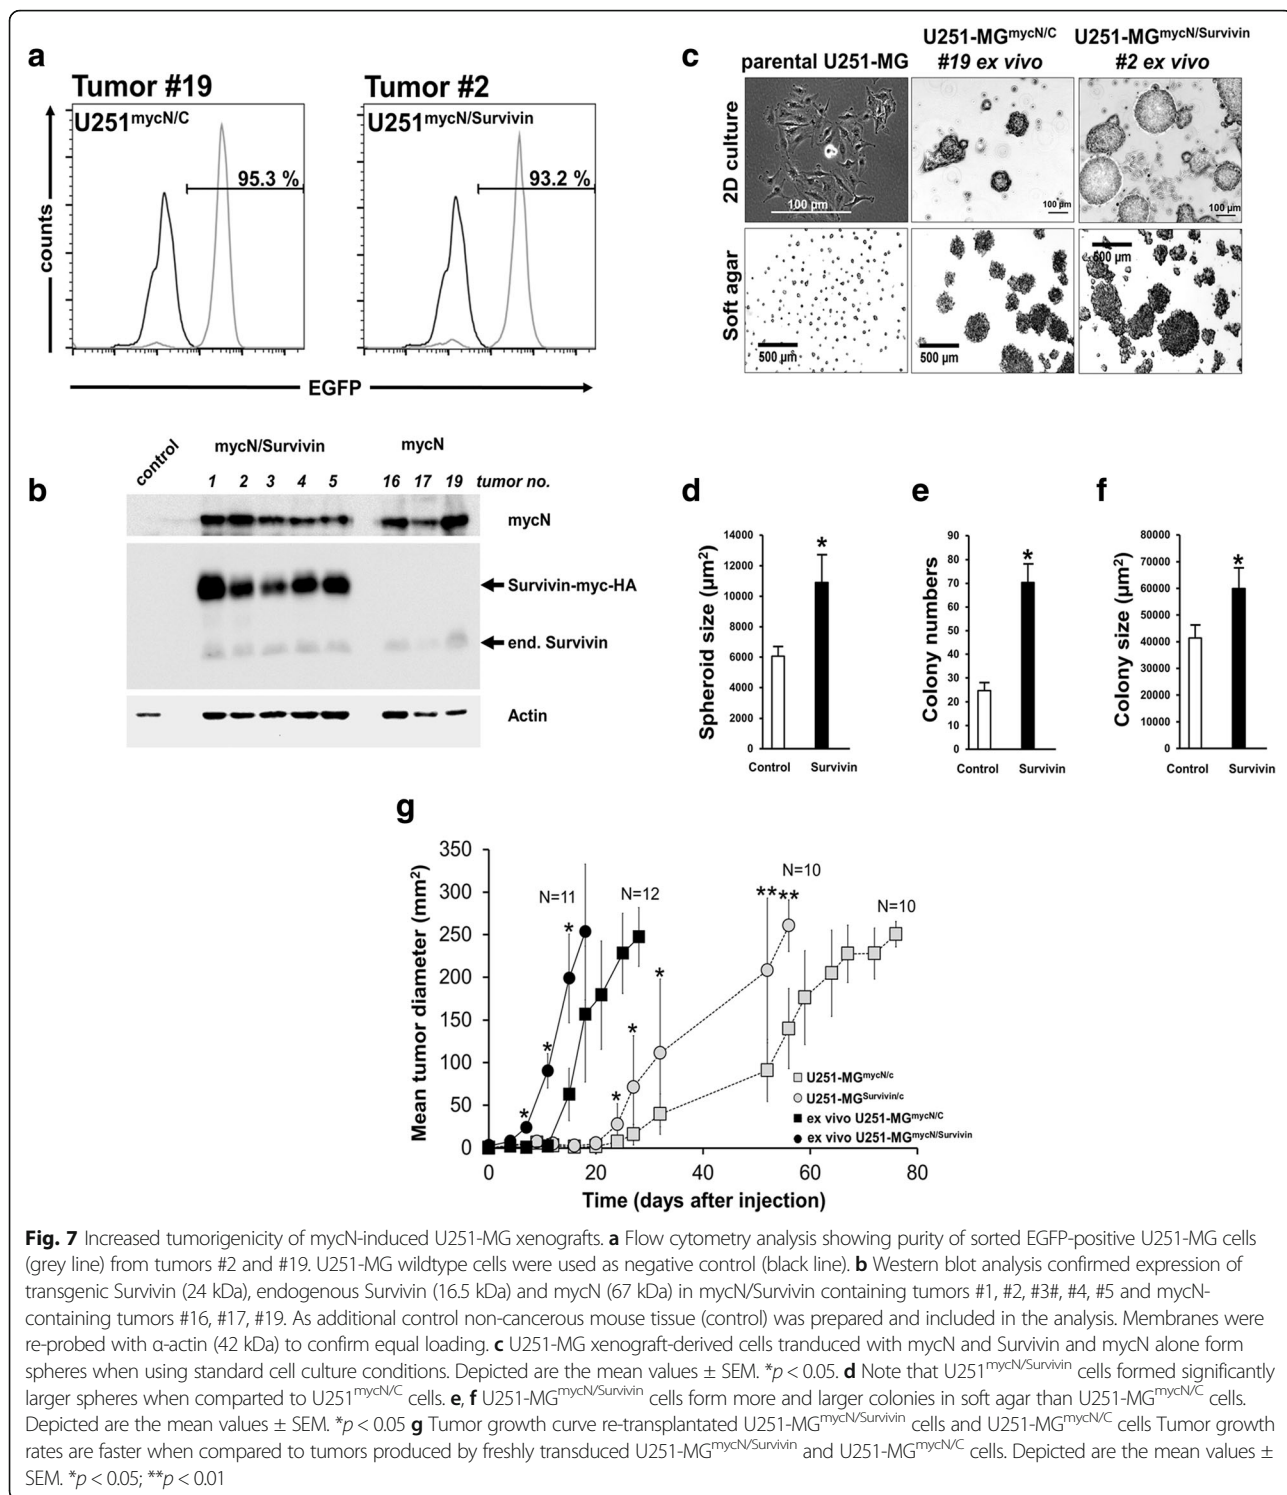 a
Tumor #19
Tumor #2
U251mycN/C
U251mycN/Survivin
95.3 %
93.2 %
counts
EGFP
b
control
mycN/Survivin
mycN
1 2 3 4 5 16 17 19 tumor no.
mycN
Survivin-myc-HA
end. Survivin
Actin
c
parental U251-MG
U251-MGmycN/C
#19 ex vivo
U251-MGmycN/Survivin
#2 ex vivo
2D culture
100 µm
100 µm
100 µm
Soft agar
500 µm
500 µm
500 µm
d
Spheroid size (µm2)
14000
12000
10000
8000
6000
4000
2000
0
*
Control Survivin
e
Colony numbers
90
80
70
60
50
40
30
20
10
0
*
Control Survivin
f
Colony size (µm2)
80000
70000
60000
50000
40000
30000
20000
10000
0
*
Control Survivin
g
Mean tumor diameter (mm2)
350
300
250
200
150
100
50
0
N=11
N=12
N=10
N=10
* * * * * * ** **
U251-MGmycN/c
U251-MGSurvivin/c
ex vivo U251-MGmycN/C
ex vivo U251-MGmycN/Survivin
0 20 40 60 80
Time (days after injection)
Fig. 7 Increased tumorigenicity of mycN-induced U251-MG xenografts. a Flow cytometry analysis showing purity of sorted EGFP-positive U251-MG cells
(grey line) from tumors #2 and #19. U251-MG wildtype cells were used as negative control (black line). b Western blot analysis confirmed expression of
transgenic Survivin (24 kDa), endogenous Survivin (16.5 kDa) and mycN (67 kDa) in mycN/Survivin containing tumors #1, #2, #3#, #4, #5 and mycN-
containing tumors #16, #17, #19. As additional control non-cancerous mouse tissue (control) was prepared and included in the analysis. Membranes were
re-probed with α-actin (42 kDa) to confirm equal loading. c U251-MG xenograft-derived cells tranduced with mycN and Survivin and mycN alone form
spheres when using standard cell culture conditions. Depicted are the mean values ± SEM. *p < 0.05. d Note that U251mycN/Survivin cells formed significantly
larger spheres when comparted to U251mycN/C cells. e, f U251-MGmycN/Survivin cells form more and larger colonies in soft agar than U251-MGmycN/C cells.
Depicted are the mean values ± SEM. *p < 0.05 g Tumor growth curve re-transplantated U251-MGmycN/Survivin cells and U251-MGmycN/C cells Tumor growth
rates are faster when compared to tumors produced by freshly transduced U251-MGmycN/Survivin and U251-MGmycN/C cells. Depicted are the mean values ±
SEM. *p < 0.05; **p < 0.01